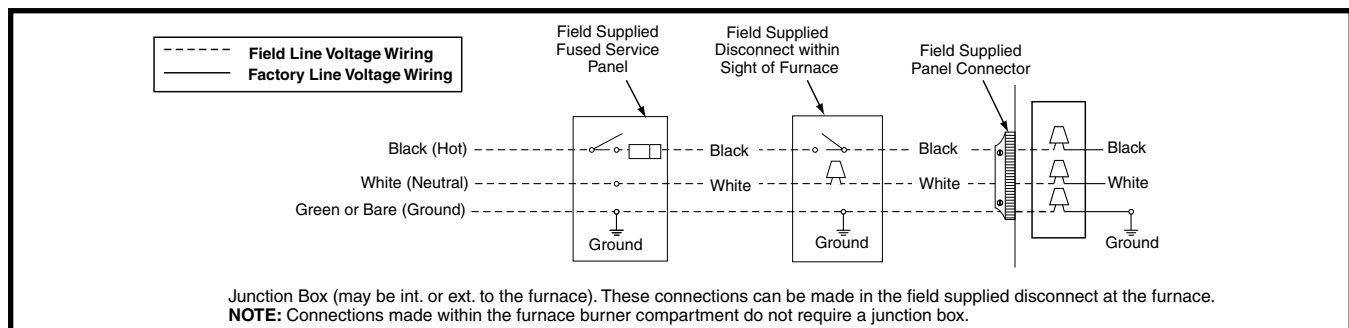 Field Line Voltage Wiring
Factory Line Voltage Wiring
Field Supplied
Fused Service
Panel
Field Supplied
Disconnect within
Sight of Furnace
Field Supplied
Panel Connector
Black (Hot)
Black
Black
Black
White (Neutral)
White
White
White
Green or Bare (Ground)
Ground
Ground
Ground
Junction Box (may be int. or ext. to the furnace). These connections can be made in the field supplied disconnect at the furnace.
NOTE: Connections made within the furnace burner compartment do not require a junction box.